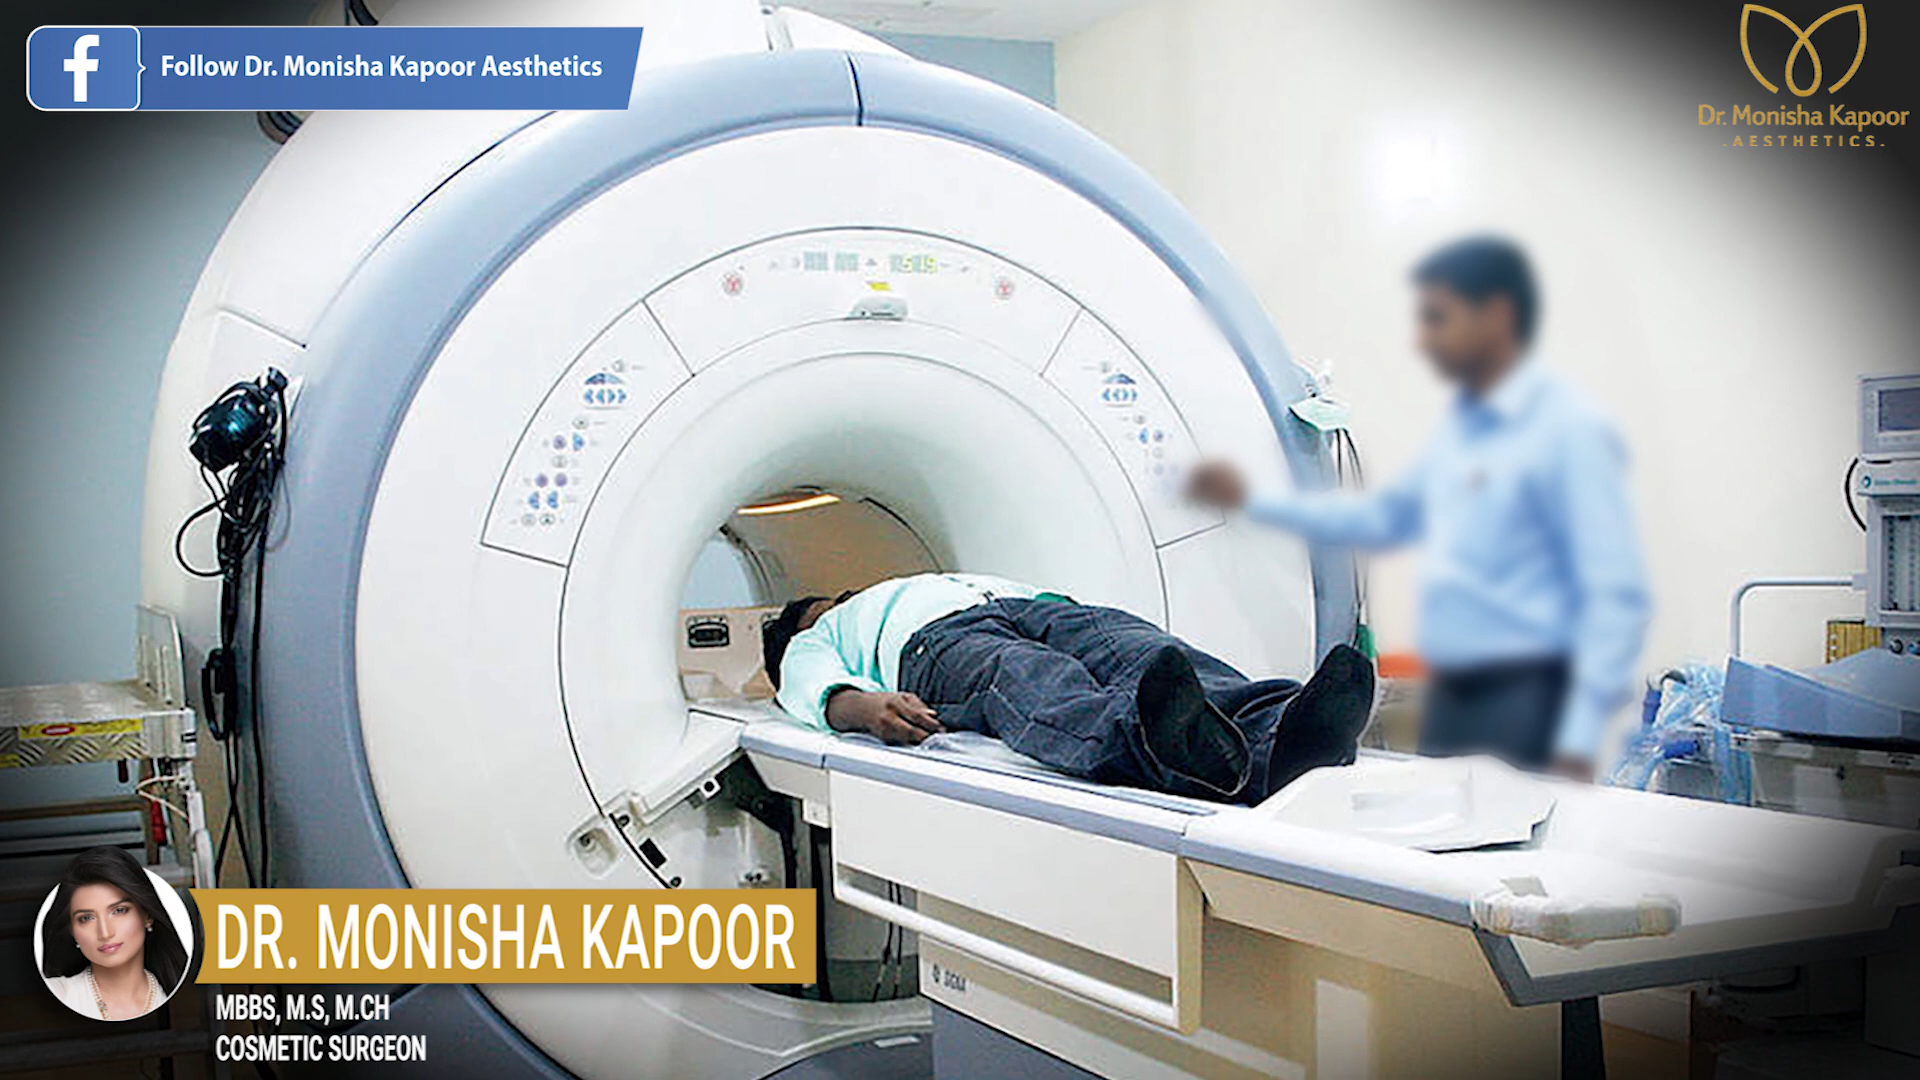 Follow Dr. Monisha Kapoor Aesthetics
Dr. Monisha Kapoor
.AESTHETICS.
DR. MONISHA KAPOOR
MBBS, M.S, M.CH
COSMETIC SURGEON